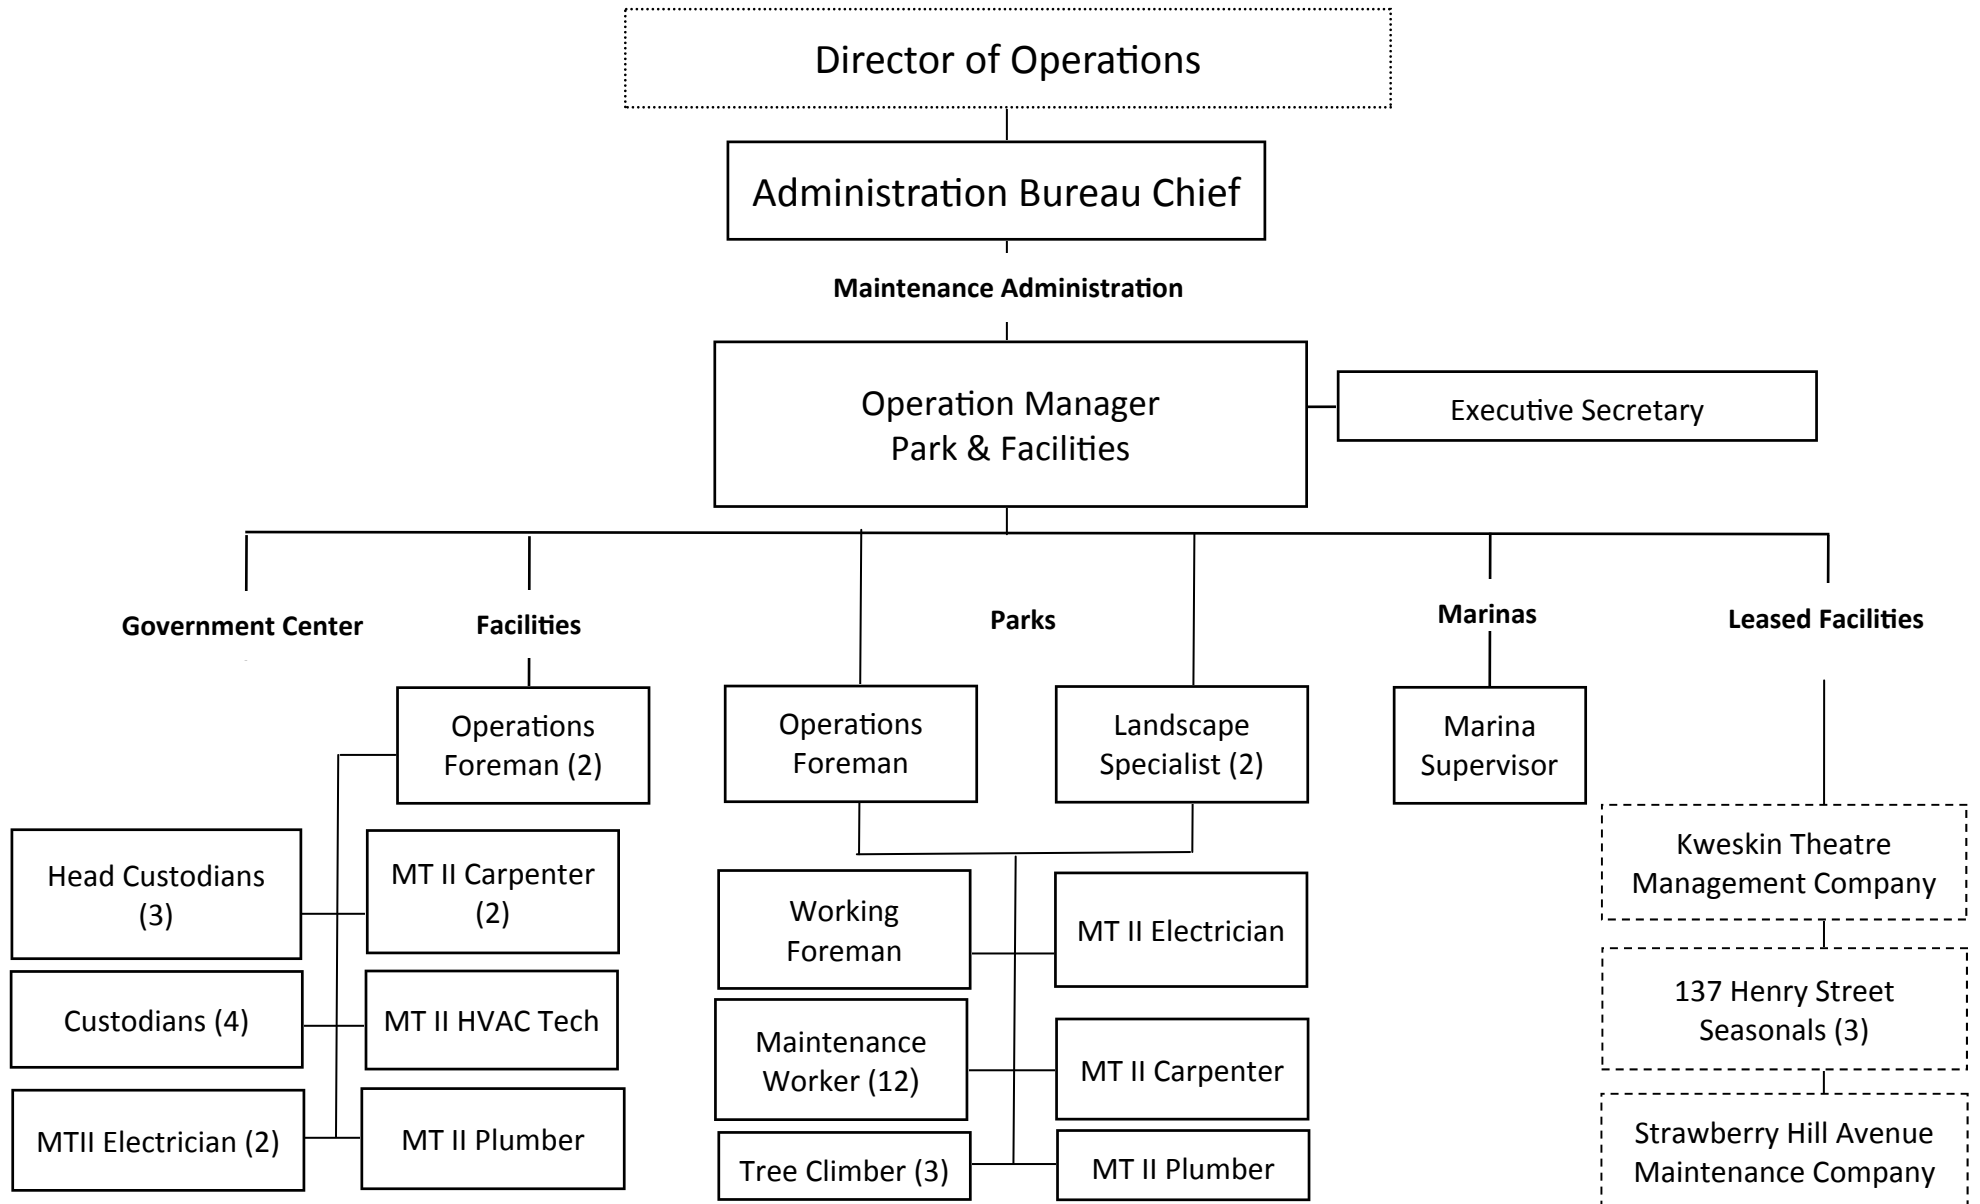 Director of Operations
Administration Bureau Chief
Maintenance Administration
Operation Manager
Park & Facilities
Executive Secretary
Government Center
Facilities
Parks
Marinas
Leased Facilities
Operations
Foreman (2)
Operations
Foreman
Landscape
Specialist (2)
Marina
Supervisor
Head Custodians
(3)
MT II Carpenter
(2)
Custodians (4)
MT II HVAC Tech
MTII Electrician (2)
MT II Plumber
Working
Foreman
MT II Electrician
Maintenance
Worker (12)
MT II Carpenter
Tree Climber (3)
MT II Plumber
Kweskin Theatre
Management Company
137 Henry Street
Seasonals (3)
Strawberry Hill Avenue
Maintenance Company